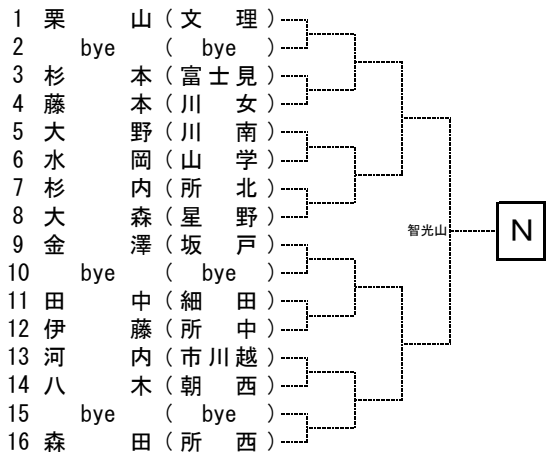 1 栗山(文理)
2 bye (bye)
3 杉本(富士見)
4 藤本(川女)
5 大野(川南)
6 水岡(山学)
7 杉内(所北)
8 大森(星野)
9 金澤(坂戸)
10 bye (bye)
11 田中(細田)
12 伊藤(所中)
13 河内(市川越)
14 八木(朝西)
15 bye (bye)
16 森田(所西)
智光山
N